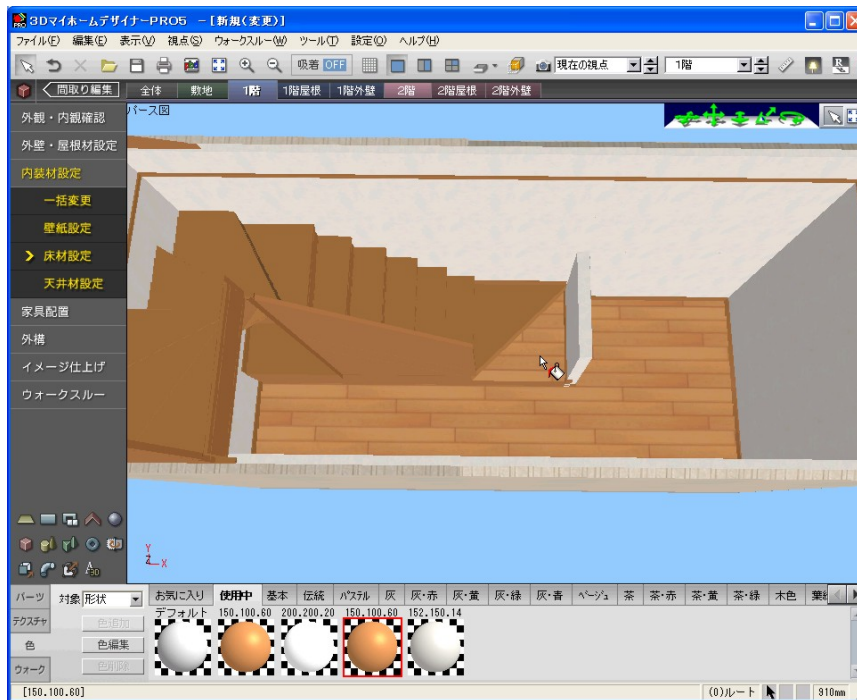 3DマイホームデザイナーPRO5 －[新規(変更)]
ファイル(F) 編集(E) 表示(V) 視点(S) ウォークスルー(W) ツール(T) 設定(O) ヘルプ(H)
吸着 OFF 現在の視点 1階
間取り編集 全体 敷地 1階 1階屋根 1階外壁 2階 2階屋根 2階外壁
外観・内観確認
パース図
外壁・屋根材設定
内装材設定
一括変更
壁紙設定
床材設定
天井材設定
家具配置
外構
イメージ仕上げ
ウォークスルー
Y
Z X
パーツ 対象 形状 お気に入り 使用中 基本 伝統 パステル 灰 灰・赤 灰・黄 灰・緑 灰・青 ベージュ 茶 茶・赤 茶・黄 茶・緑 木色
デフォルト 150.100.60 200.200.20 150.100.60 152.150.14
テクスチャ 色追加
色 色編集
ウォーク 色削除
[150.100.60] (0)ルート 910mm